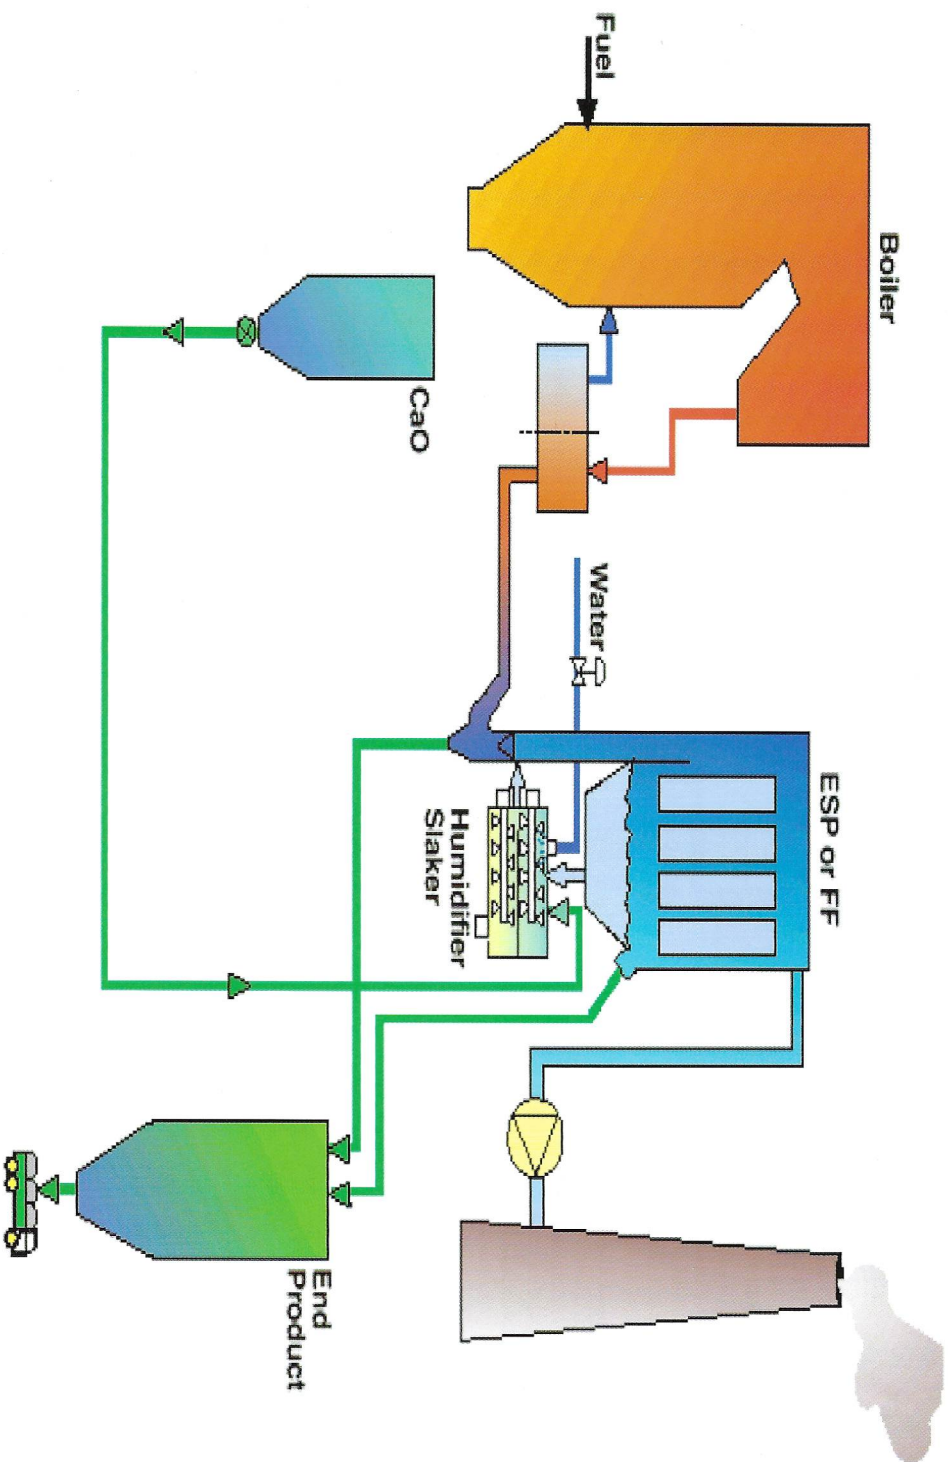 Boiler
Fuel
CaO
Water
ESP or FF
Humidifier
Slaker
End
Product